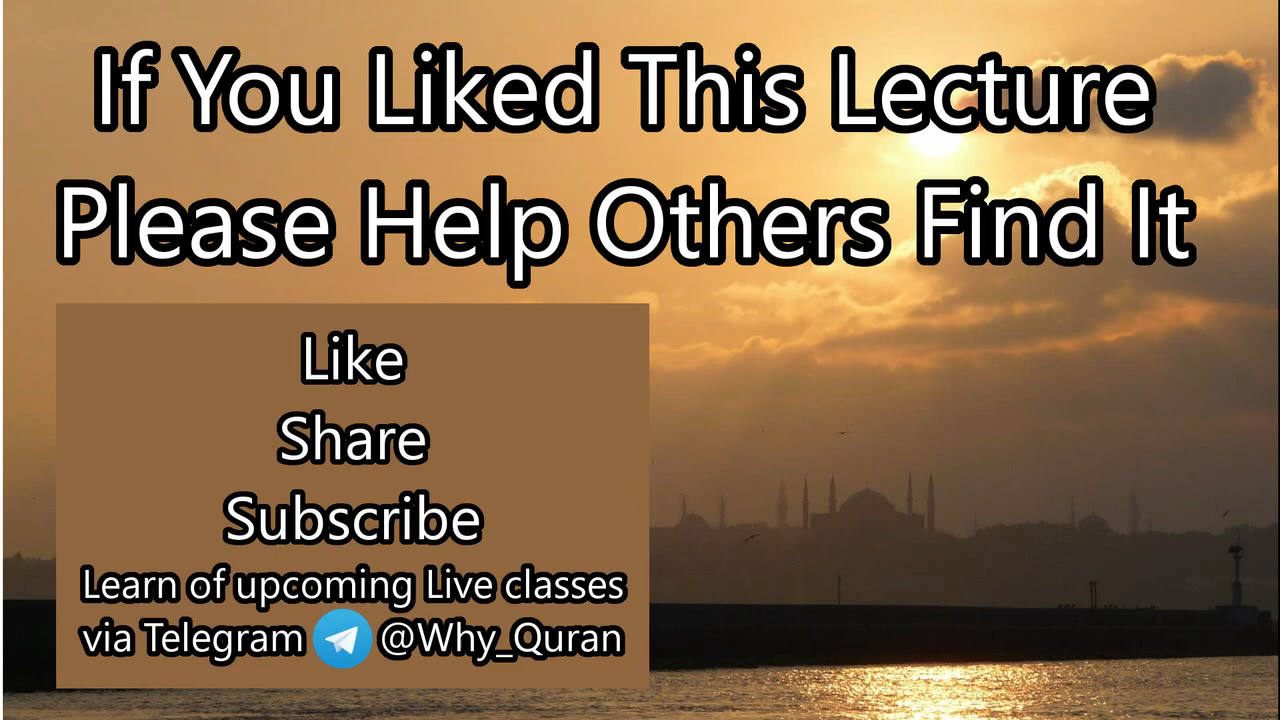 If You Liked This Lecture
Please Help Others Find It
Like
Share
Subscribe
Learn of upcoming Live classes
via Telegram @Why_Quran